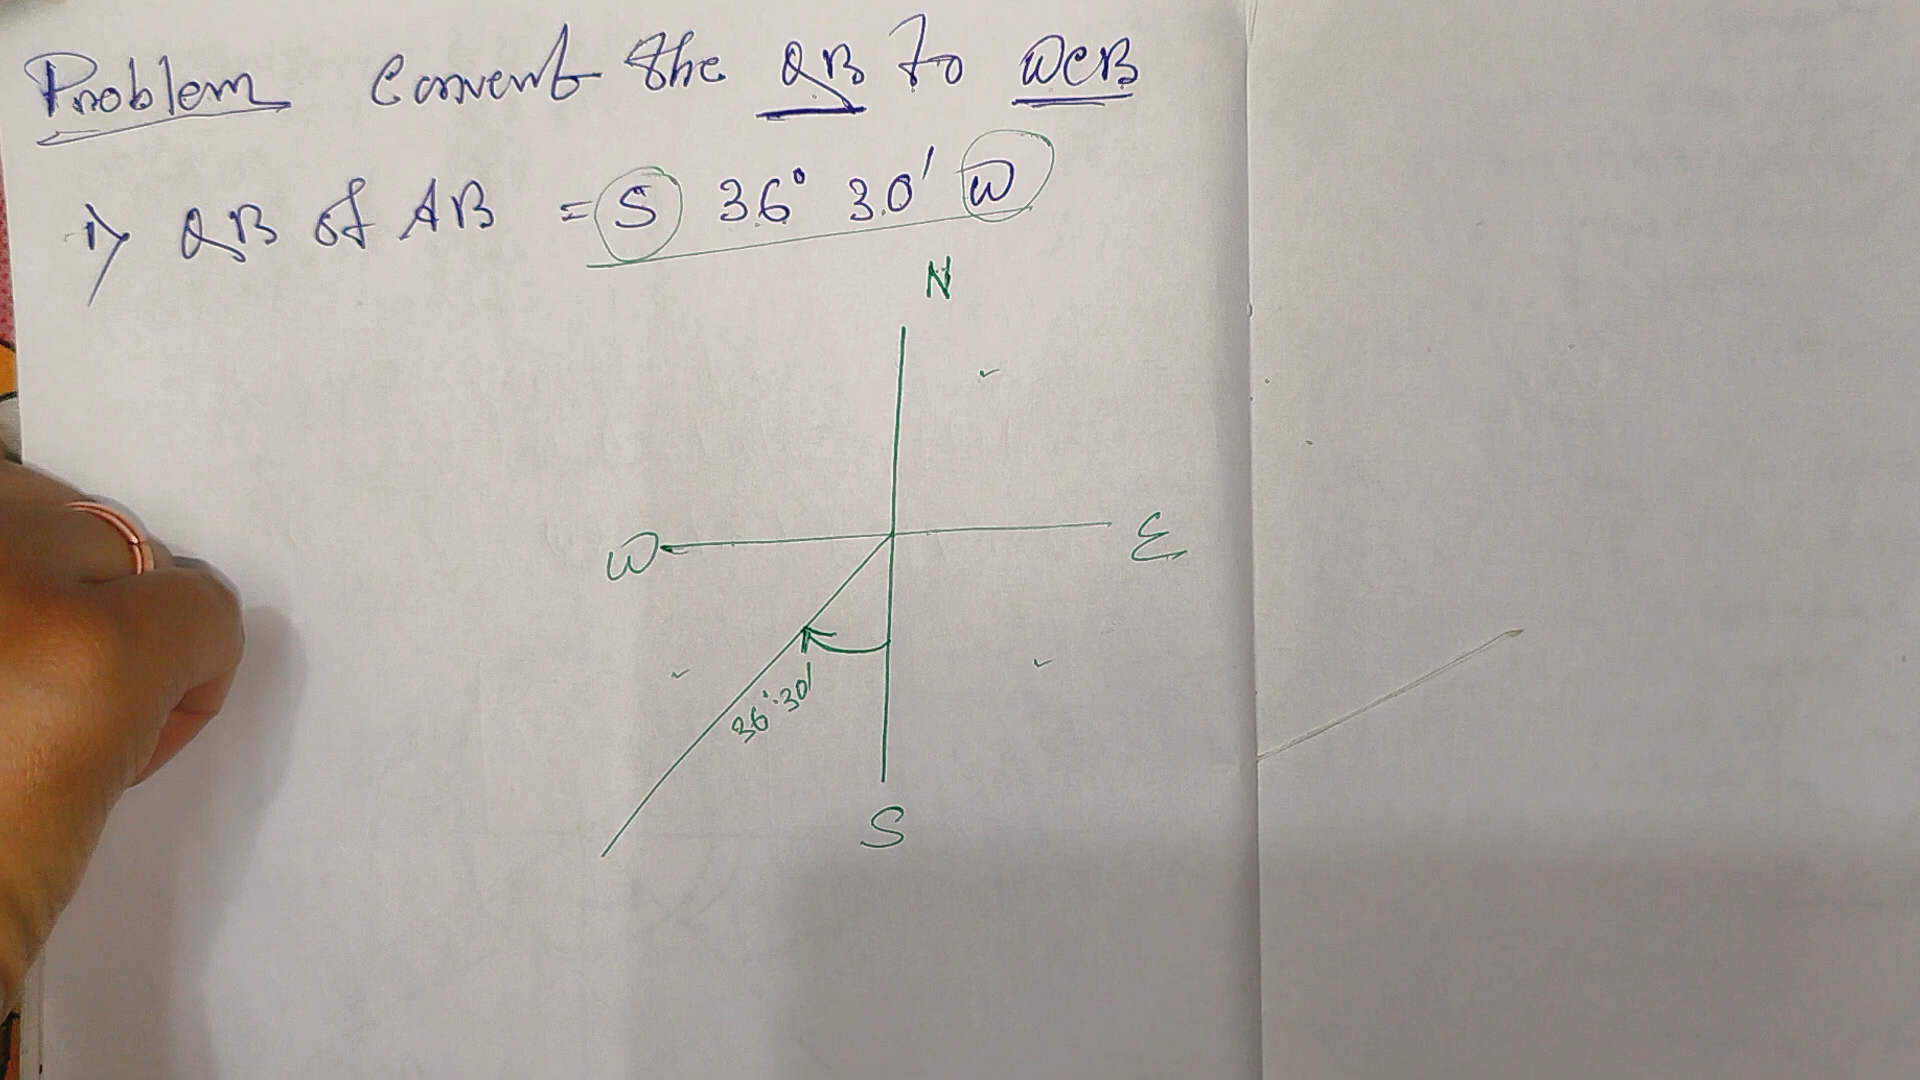 Problem Convert the QB to WCB
1) QB of AB = S 36° 30' W
N
W E
36° 30'
S